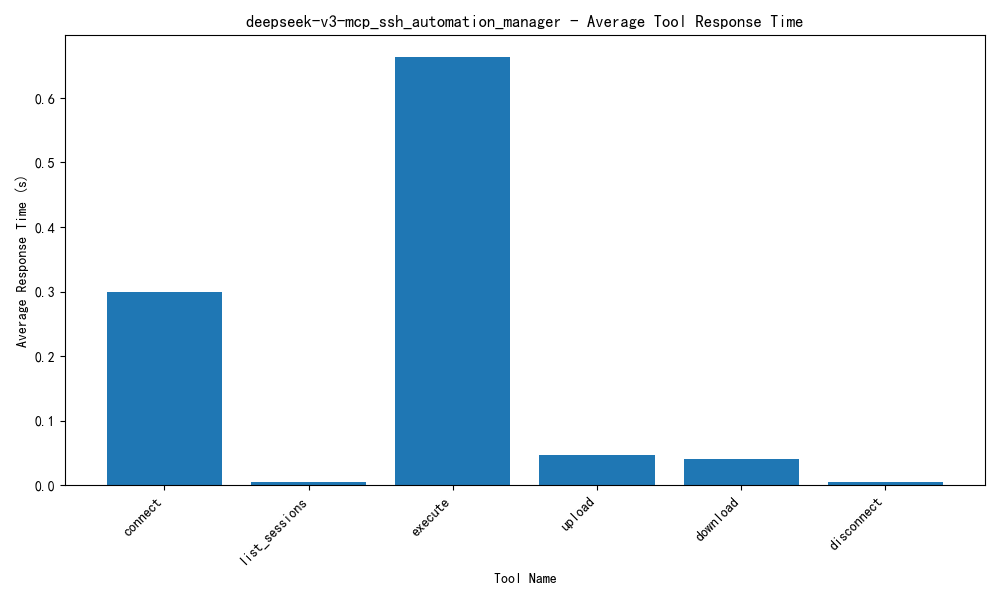 deepseek-v3-mcp_ssh_automation_manager - Average Tool Response Time
Average Response Time (s)
0.6
0.5
0.4
0.3
0.2
0.1
0.0
connect
list_sessions
execute
upload
download
disconnect
Tool Name